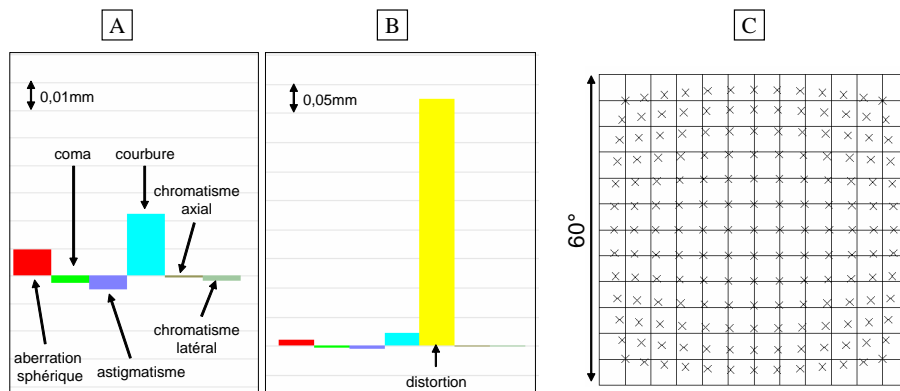 A
B
C
0,01mm
0,05mm
coma
courbure
chromatisme
axial
60°
chromatisme
latéral
aberration
sphérique
astigmatisme
distortion